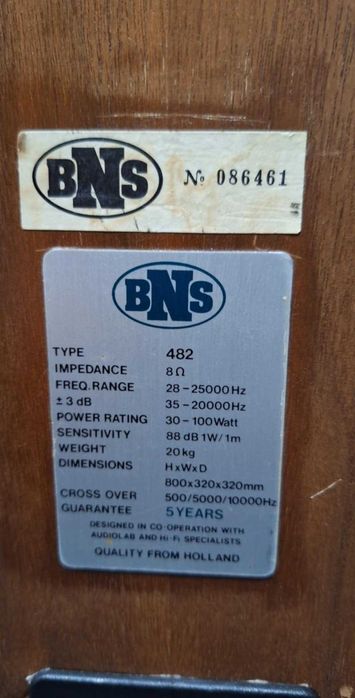 BNS № 086461
BNS
TYPE 482
IMPEDANCE 8Ω
FREQ.RANGE 28-25000Hz
± 3 dB 35-20000Hz
POWER RATING 30-100Watt
SENSITIVITY 88 dB 1W/1m
WEIGHT 20kg
DIMENSIONS HxWxD
800x320x320mm
CROSS OVER 500/5000/10000Hz
GUARANTEE 5 YEARS
DESIGNED IN CO-OPERATION WITH
AUDIOLAB AND Hi-Fi SPECIALISTS
QUALITY FROM HOLLAND